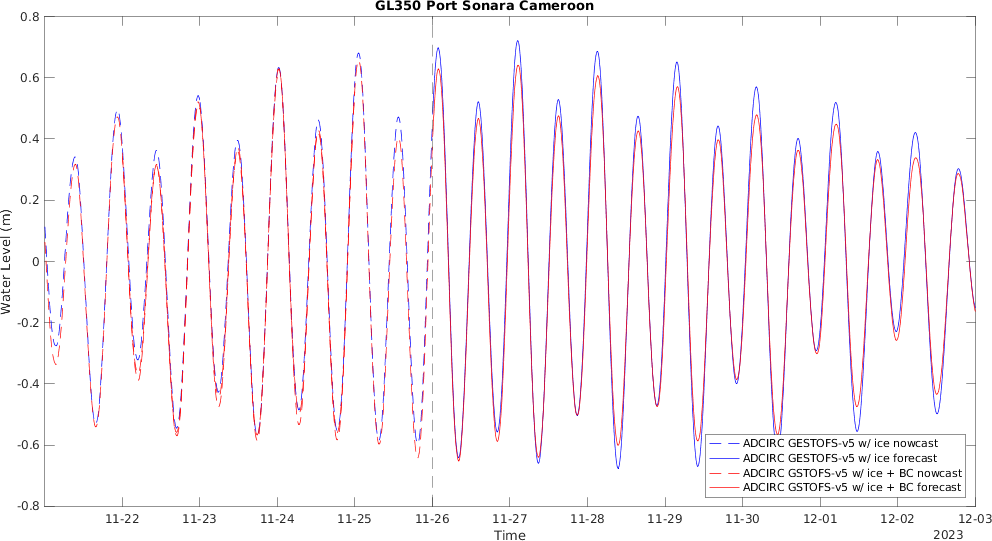 GL350 Port Sonara Cameroon
0.8
0.6
0.4
0.2
0
-0.2
-0.4
-0.6
-0.8
Water Level (m)
ADCIRC GESTOFS-v5 w/ ice nowcast
ADCIRC GESTOFS-v5 w/ ice forecast
ADCIRC GSTOFS-v5 w/ ice + BC nowcast
ADCIRC GSTOFS-v5 w/ ice + BC forecast
11-22 11-23 11-24 11-25 11-26 11-27 11-28 11-29 11-30 12-01 12-02 12-03
Time
2023